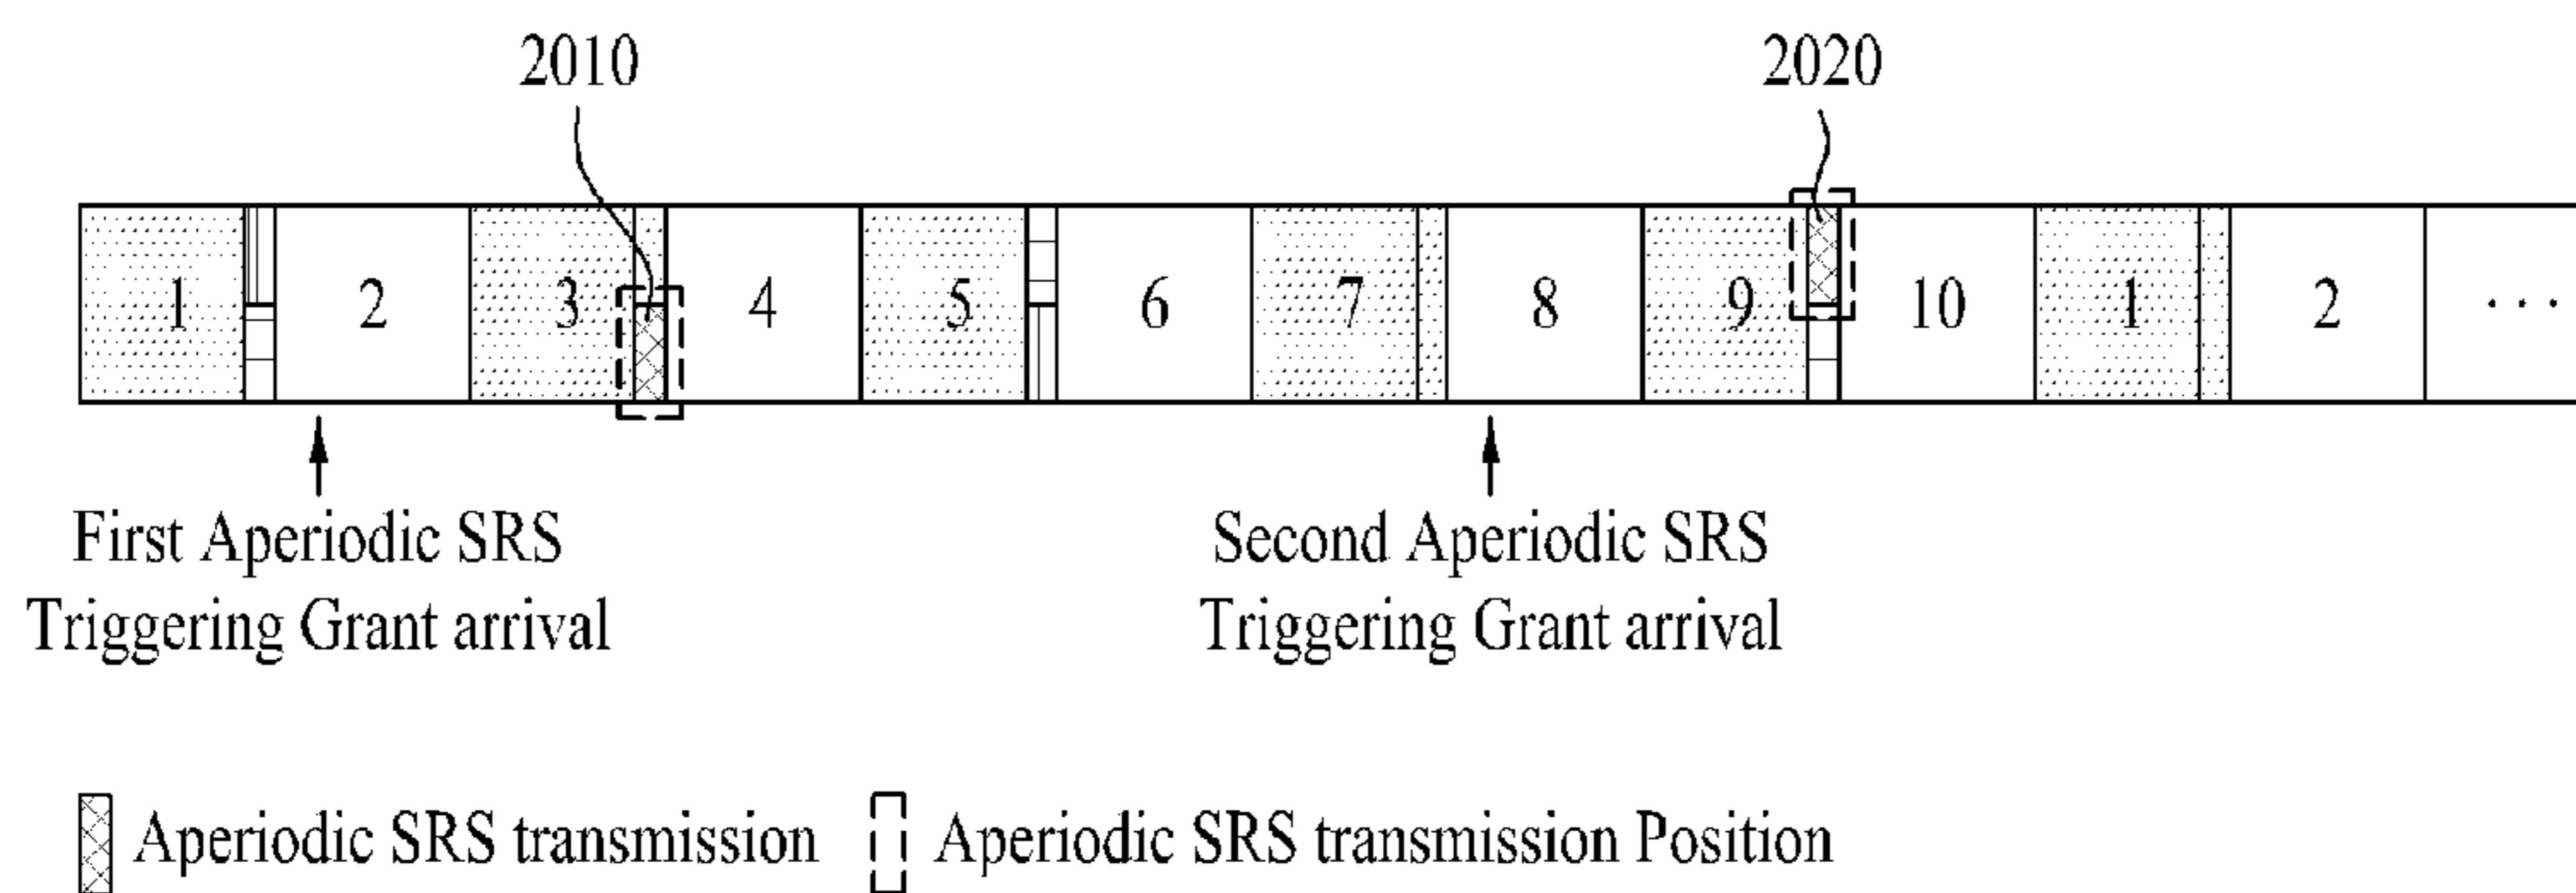 2010 2020
1 2 3 4 5 6 7 8 9 10 1 2 ...
First Aperiodic SRS Second Aperiodic SRS
Triggering Grant arrival Triggering Grant arrival
Aperiodic SRS transmission Aperiodic SRS transmission Position